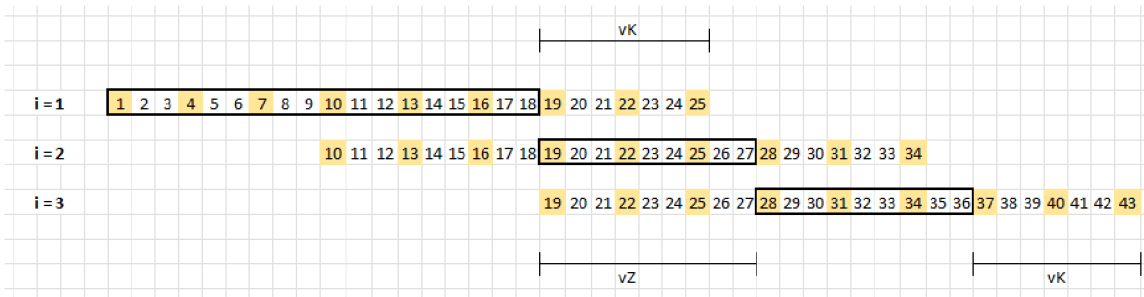 vK
i = 1 1 2 3 4 5 6 7 8 9 10 11 12 13 14 15 16 17 18 19 20 21 22 23 24 25
i = 2 10 11 12 13 14 15 16 17 18 19 20 21 22 23 24 25 26 27 28 29 30 31 32 33 34
i = 3 19 20 21 22 23 24 25 26 27 28 29 30 31 32 33 34 35 36 37 38 39 40 41 42 43
vZ vK